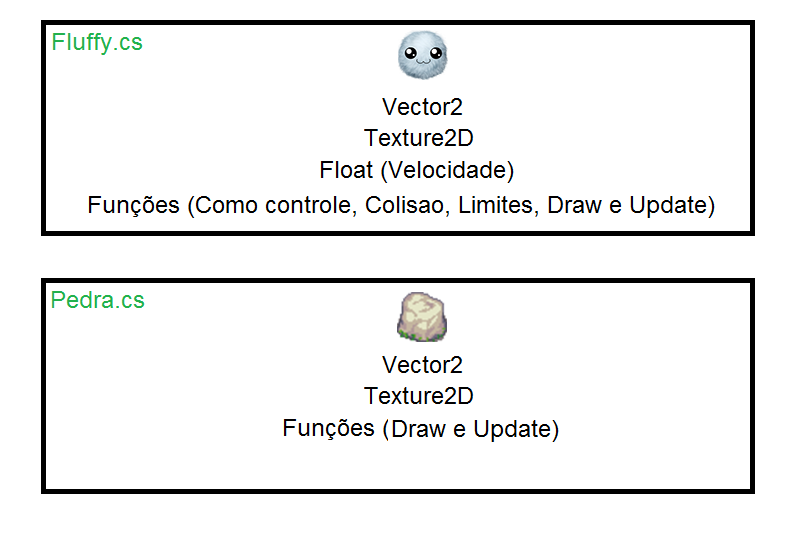 Fluffy.cs
Vector2
Texture2D
Float (Velocidade)
Funções (Como controle, Colisao, Limites, Draw e Update)
Pedra.cs
Vector2
Texture2D
Funções (Draw e Update)